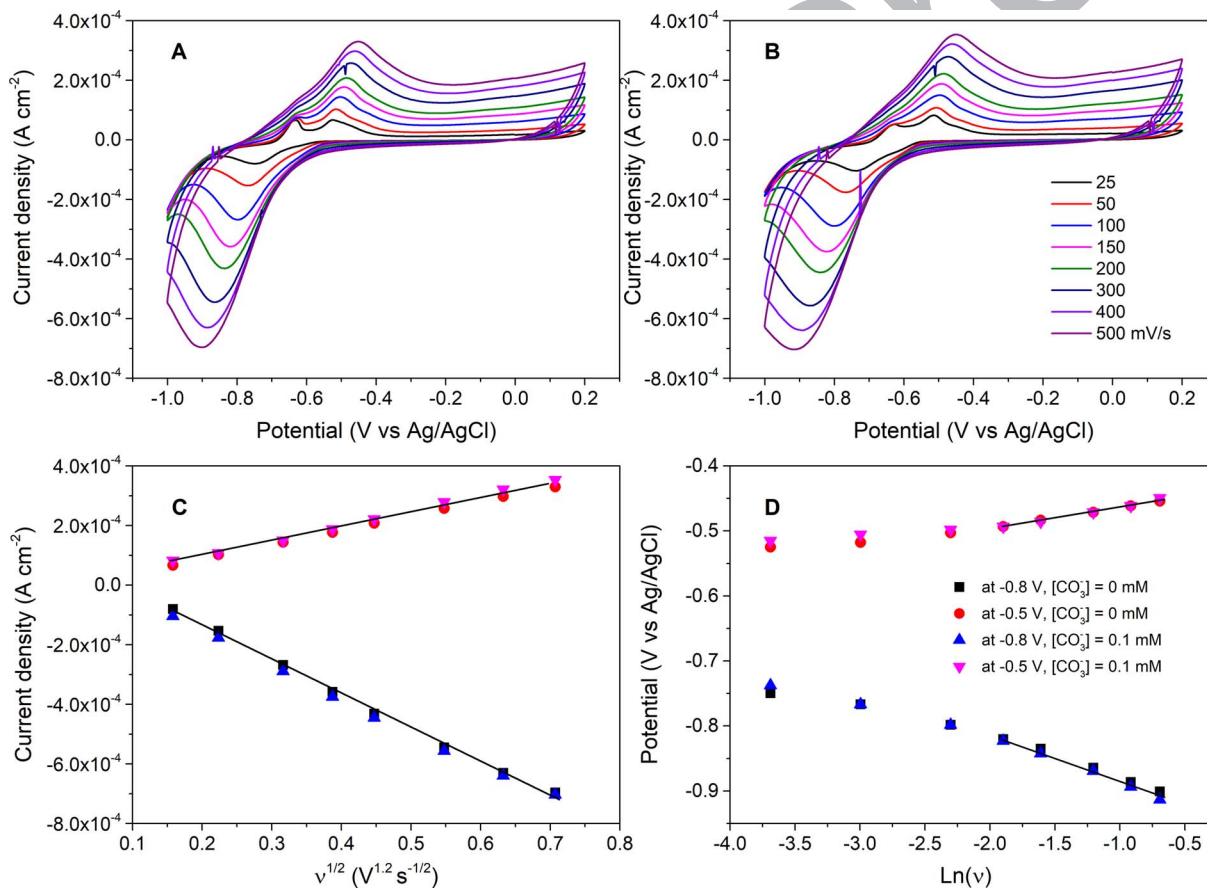 A
B
Current density (A cm⁻²)
4.0x10⁻⁴
2.0x10⁻⁴
0.0
-2.0x10⁻⁴
-4.0x10⁻⁴
-6.0x10⁻⁴
-8.0x10⁻⁴
-1.0 -0.8 -0.6 -0.4 -0.2 0.0 0.2
Potential (V vs Ag/AgCl)
Current density (A cm⁻²)
4.0x10⁻⁴
2.0x10⁻⁴
0.0
-2.0x10⁻⁴
-4.0x10⁻⁴
-6.0x10⁻⁴
-8.0x10⁻⁴
25
50
100
150
200
300
400
500 mV/s
-1.0 -0.8 -0.6 -0.4 -0.2 0.0 0.2
Potential (V vs Ag/AgCl)
C
Current density (A cm⁻²)
4.0x10⁻⁴
2.0x10⁻⁴
0.0
-2.0x10⁻⁴
-4.0x10⁻⁴
-6.0x10⁻⁴
-8.0x10⁻⁴
0.1 0.2 0.3 0.4 0.5 0.6 0.7 0.8
ν^1/2 (V^1.2 s^-1/2)
D
Potential (V vs Ag/AgCl)
-0.4
-0.5
-0.6
-0.7
-0.8
-0.9
at -0.8 V, [CO₃⁻] = 0 mM
at -0.5 V, [CO₃⁻] = 0 mM
at -0.8 V, [CO₃⁻] = 0.1 mM
at -0.5 V, [CO₃⁻] = 0.1 mM
-4.0 -3.5 -3.0 -2.5 -2.0 -1.5 -1.0 -0.5
Ln(ν)